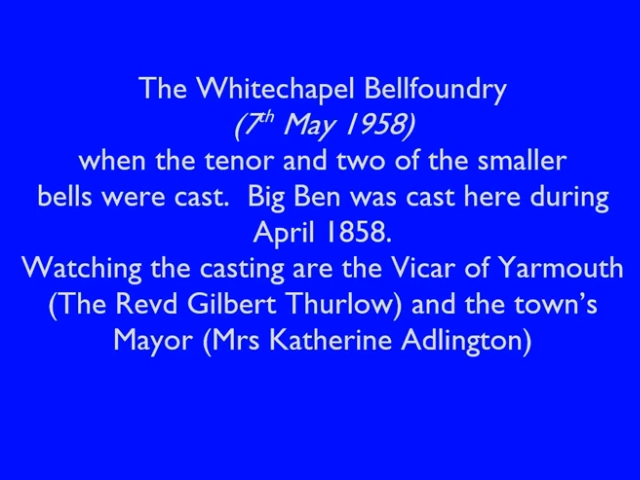 The Whitechapel Bellfoundry
(7th May 1958)
when the tenor and two of the smaller
bells were cast.  Big Ben was cast here during
April 1858.
Watching the casting are the Vicar of Yarmouth
(The Revd Gilbert Thurlow) and the town’s
Mayor (Mrs Katherine Adlington)